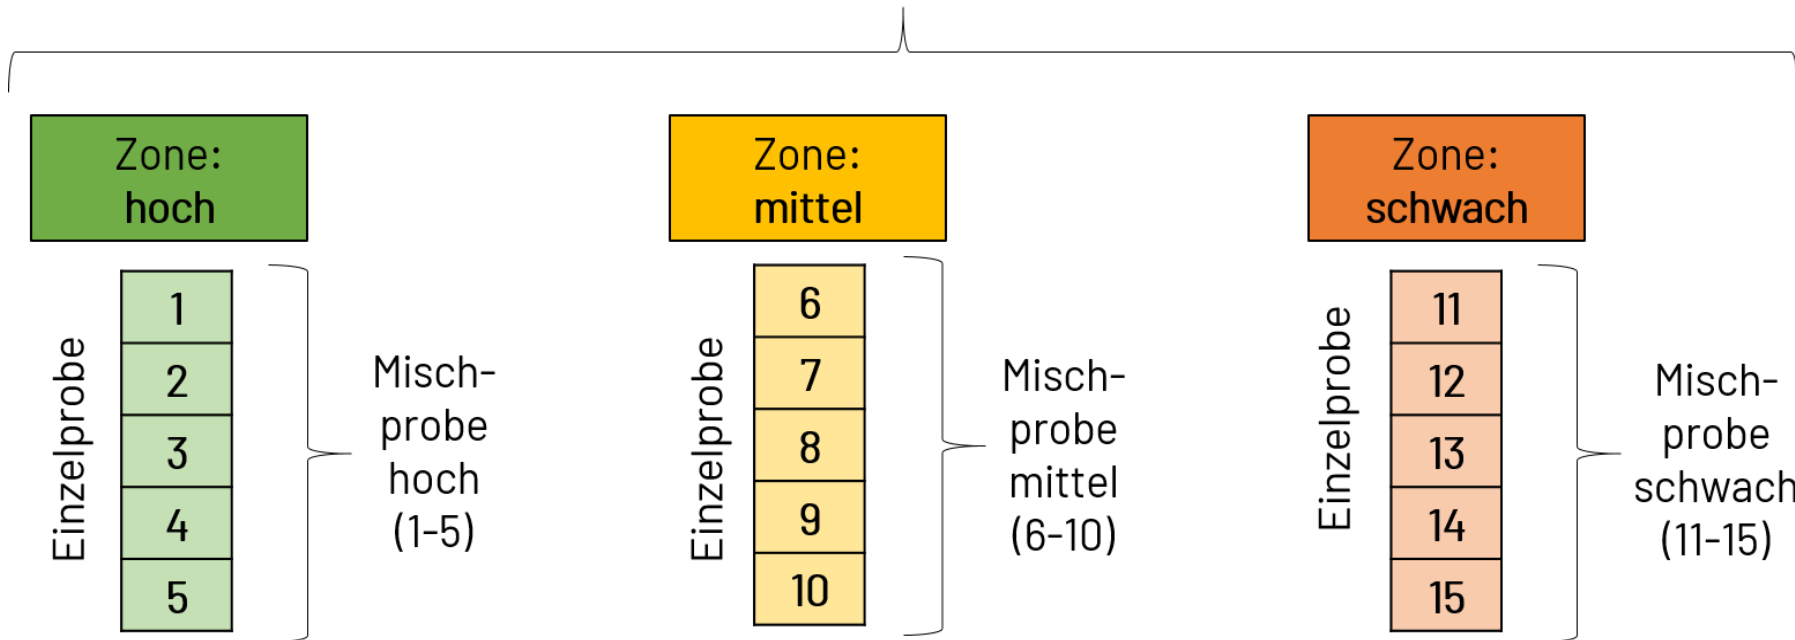 Zone:
hoch
Einzelprobe
1
2
3
4
5
Misch-
probe
hoch
(1-5)
Zone:
mittel
Einzelprobe
6
7
8
9
10
Misch-
probe
mittel
(6-10)
Zone:
schwach
Einzelprobe
11
12
13
14
15
Misch-
probe
schwach
(11-15)